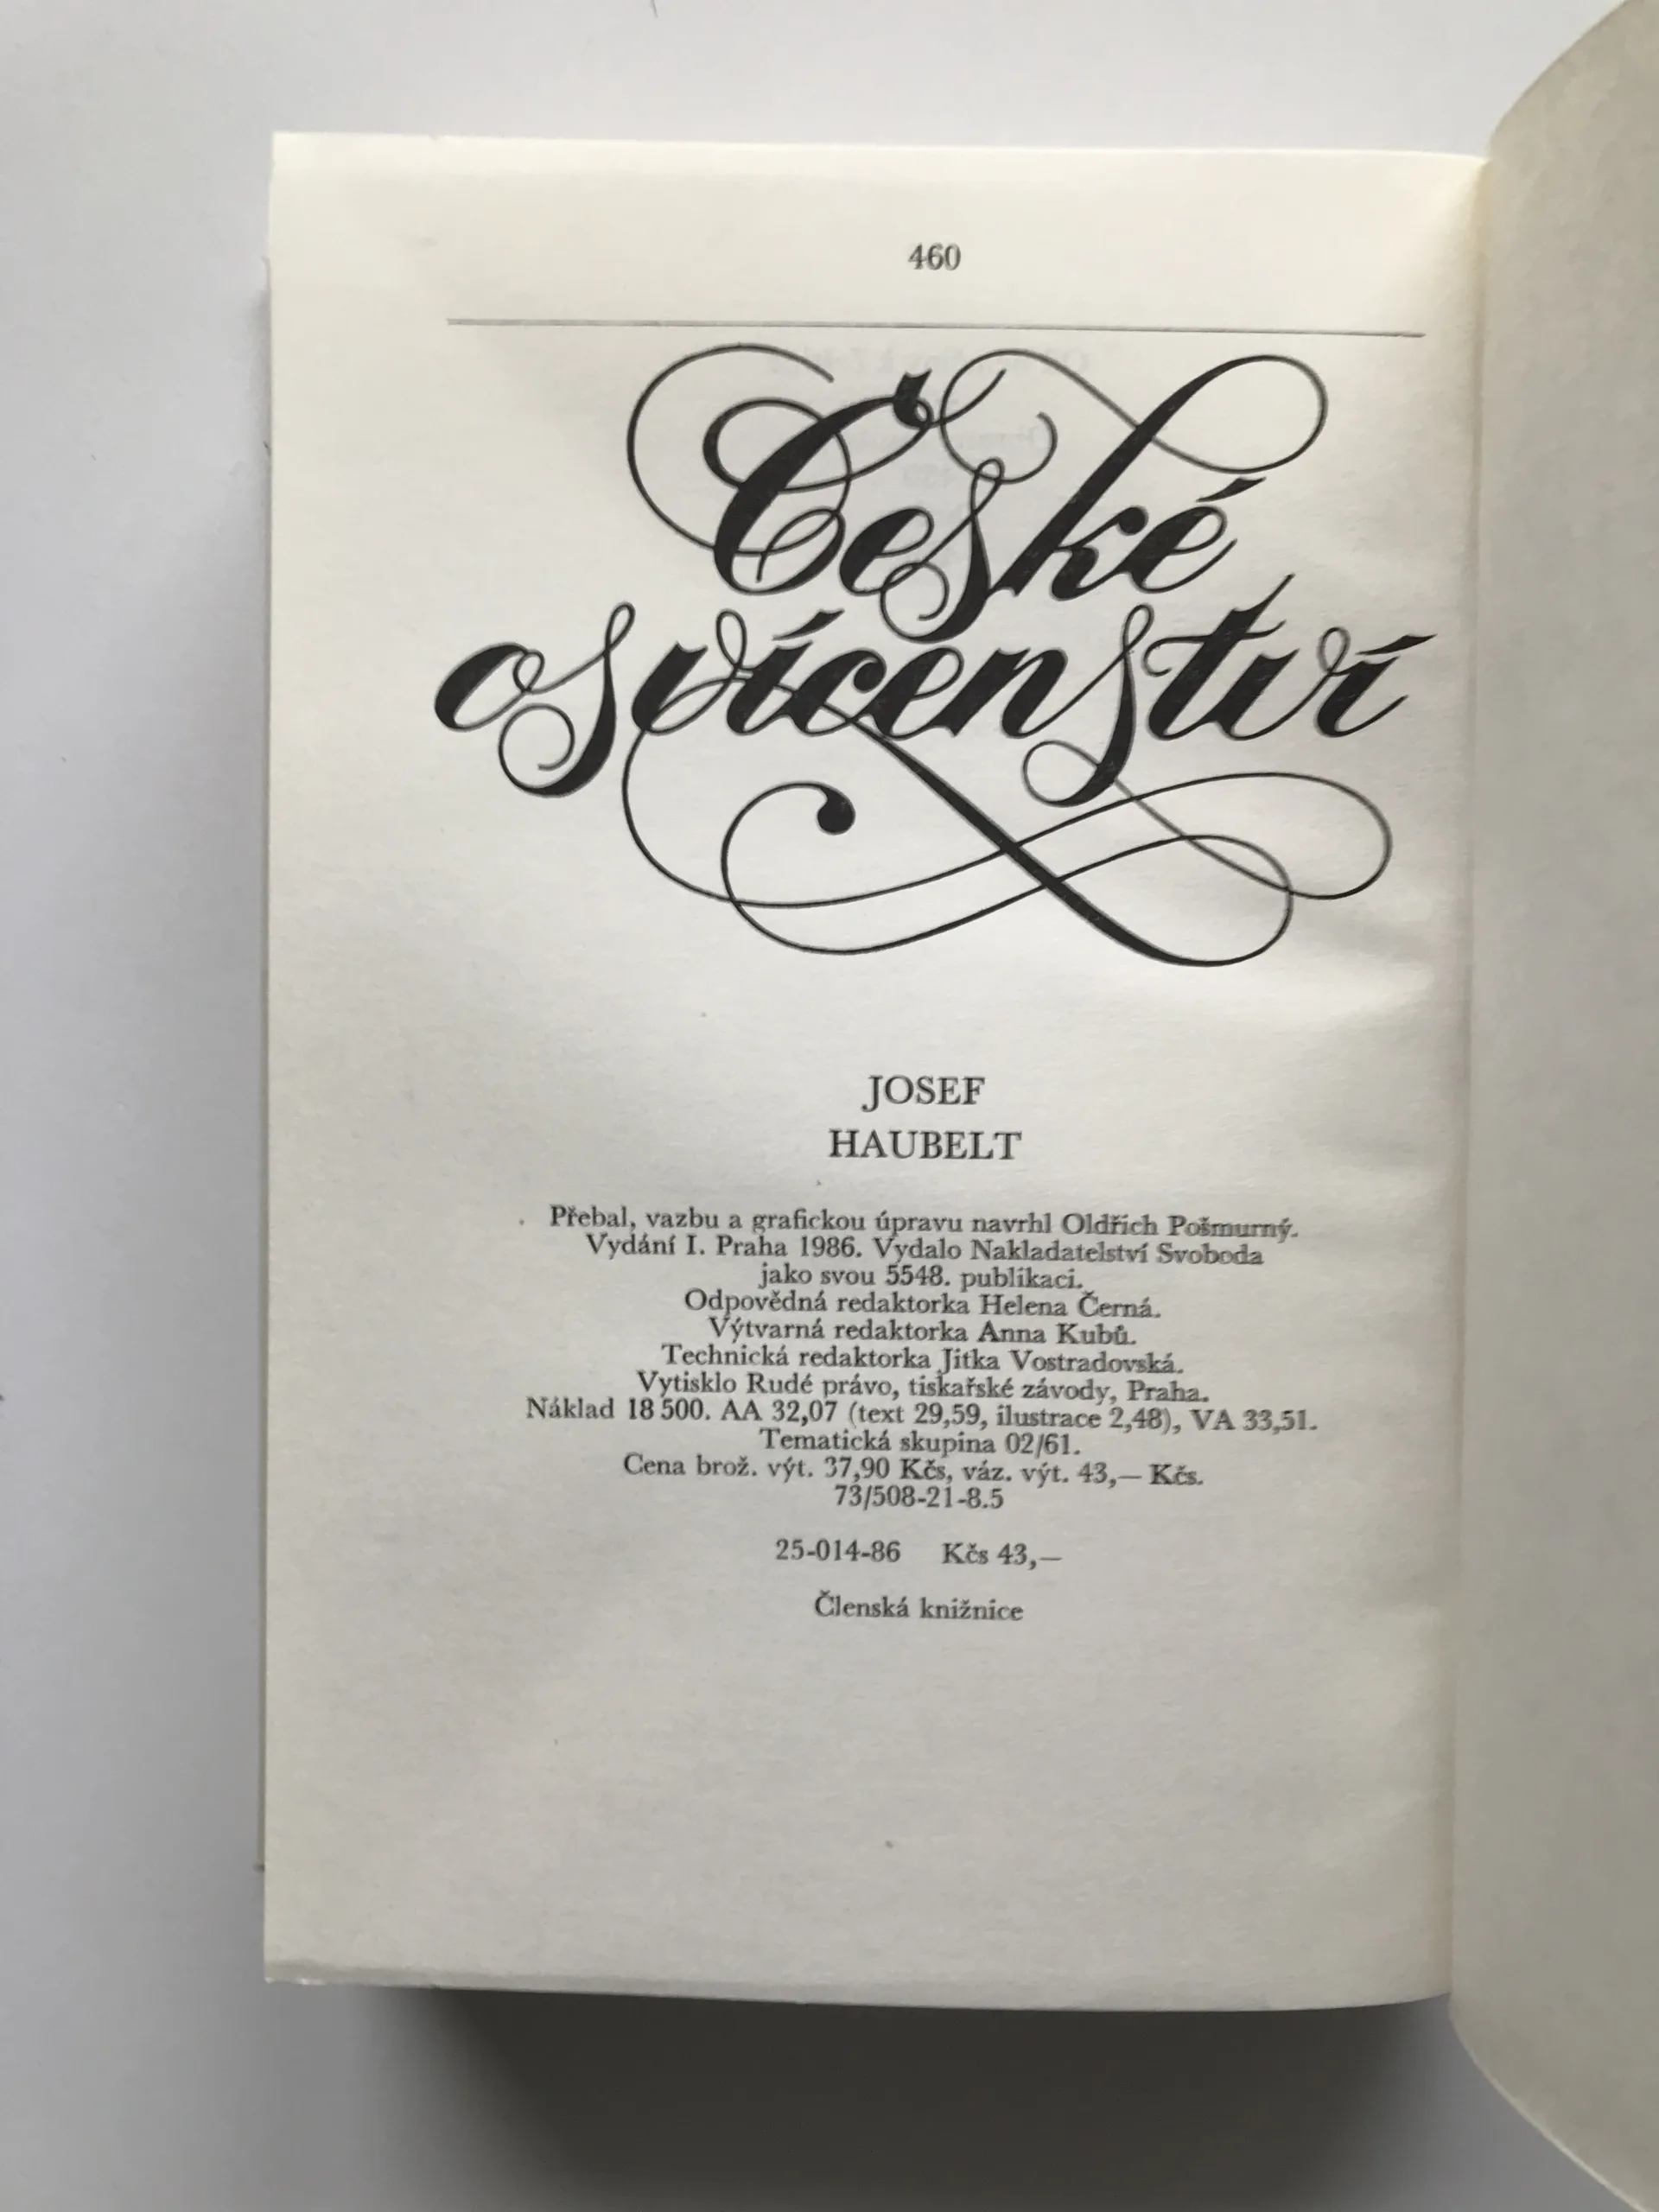 460
České
osvícenství
JOSEF
HAUBELT
Přebal, vazbu a grafickou úpravu navrhl Oldřich Pošmurný.
Vydání I. Praha 1986. Vydalo Nakladatelství Svoboda
jako svou 5548. publikaci.
Odpovědná redaktorka Helena Černá.
Výtvarná redaktorka Anna Kubů.
Technická redaktorka Jitka Vostradovská.
Vytisklo Rudé právo, tiskařské závody, Praha.
Náklad 18 500. AA 32,07 (text 29,59, ilustrace 2,48), VA 33,51.
Tematická skupina 02/61.
Cena brož. výt. 37,90 Kčs, váz. výt. 43,— Kčs.
73/508-21-8.5
25-014-86 Kčs 43,—
Členská knižnice